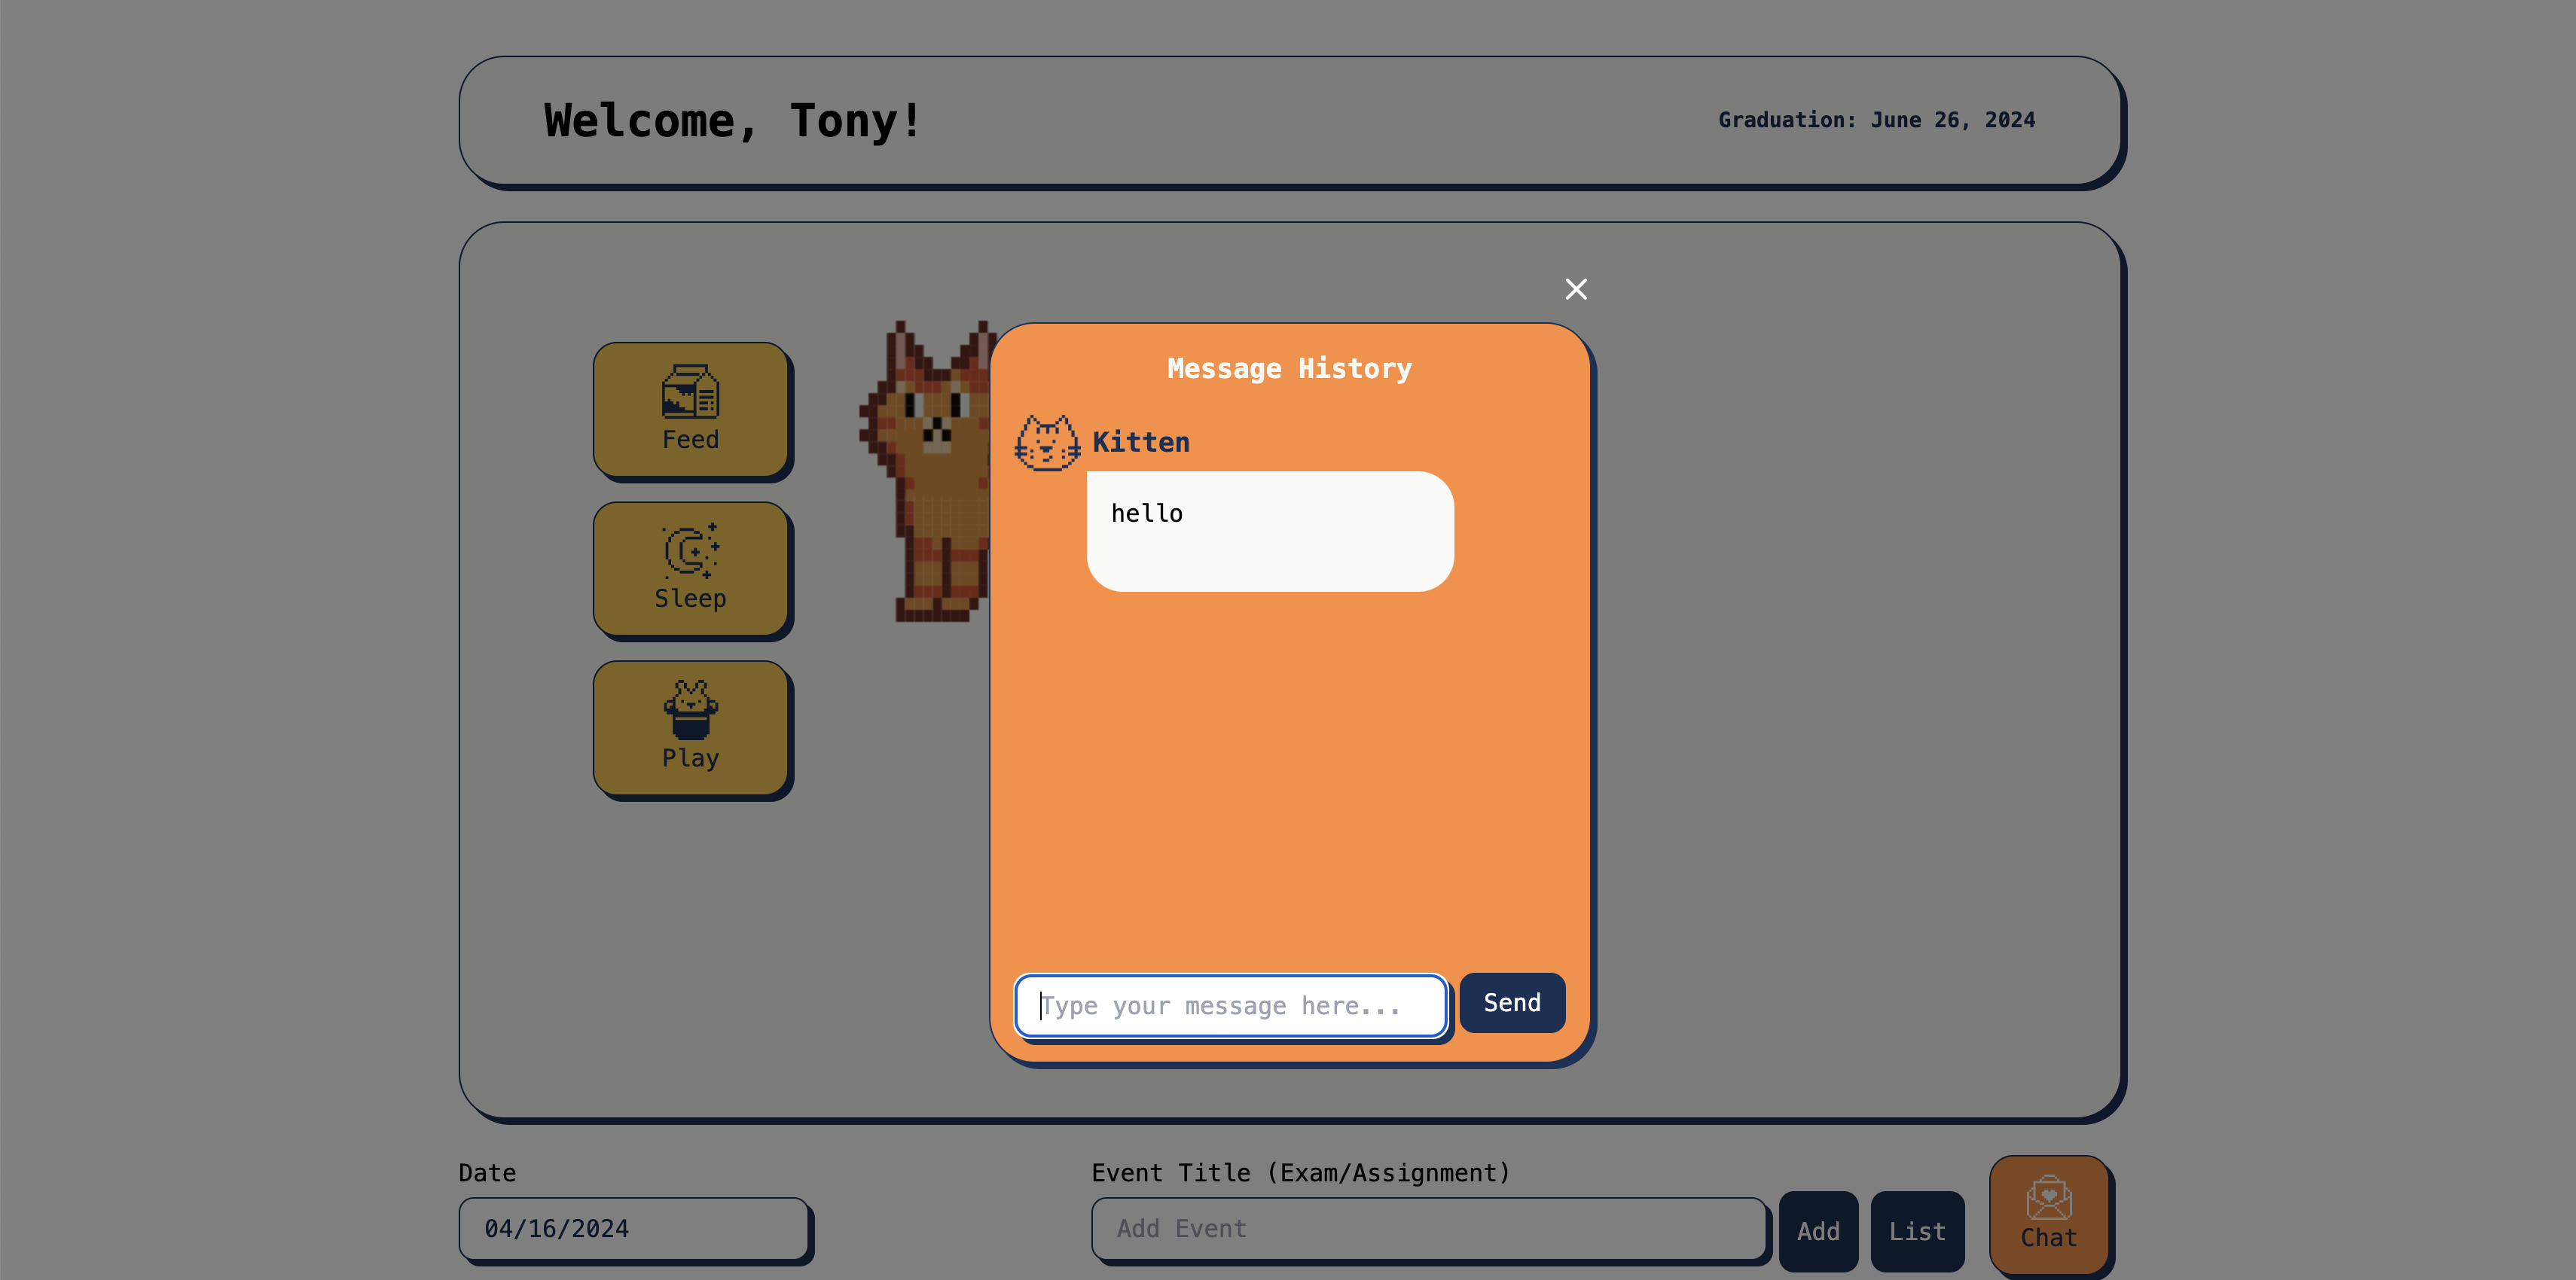 Welcome, Tony!
Graduation: June 26, 2024
Feed
Sleep
Play
Message History
Kitten
hello
Type your message here...
Send
Date
04/16/2024
Event Title (Exam/Assignment)
Add Event
Add
List
Chat